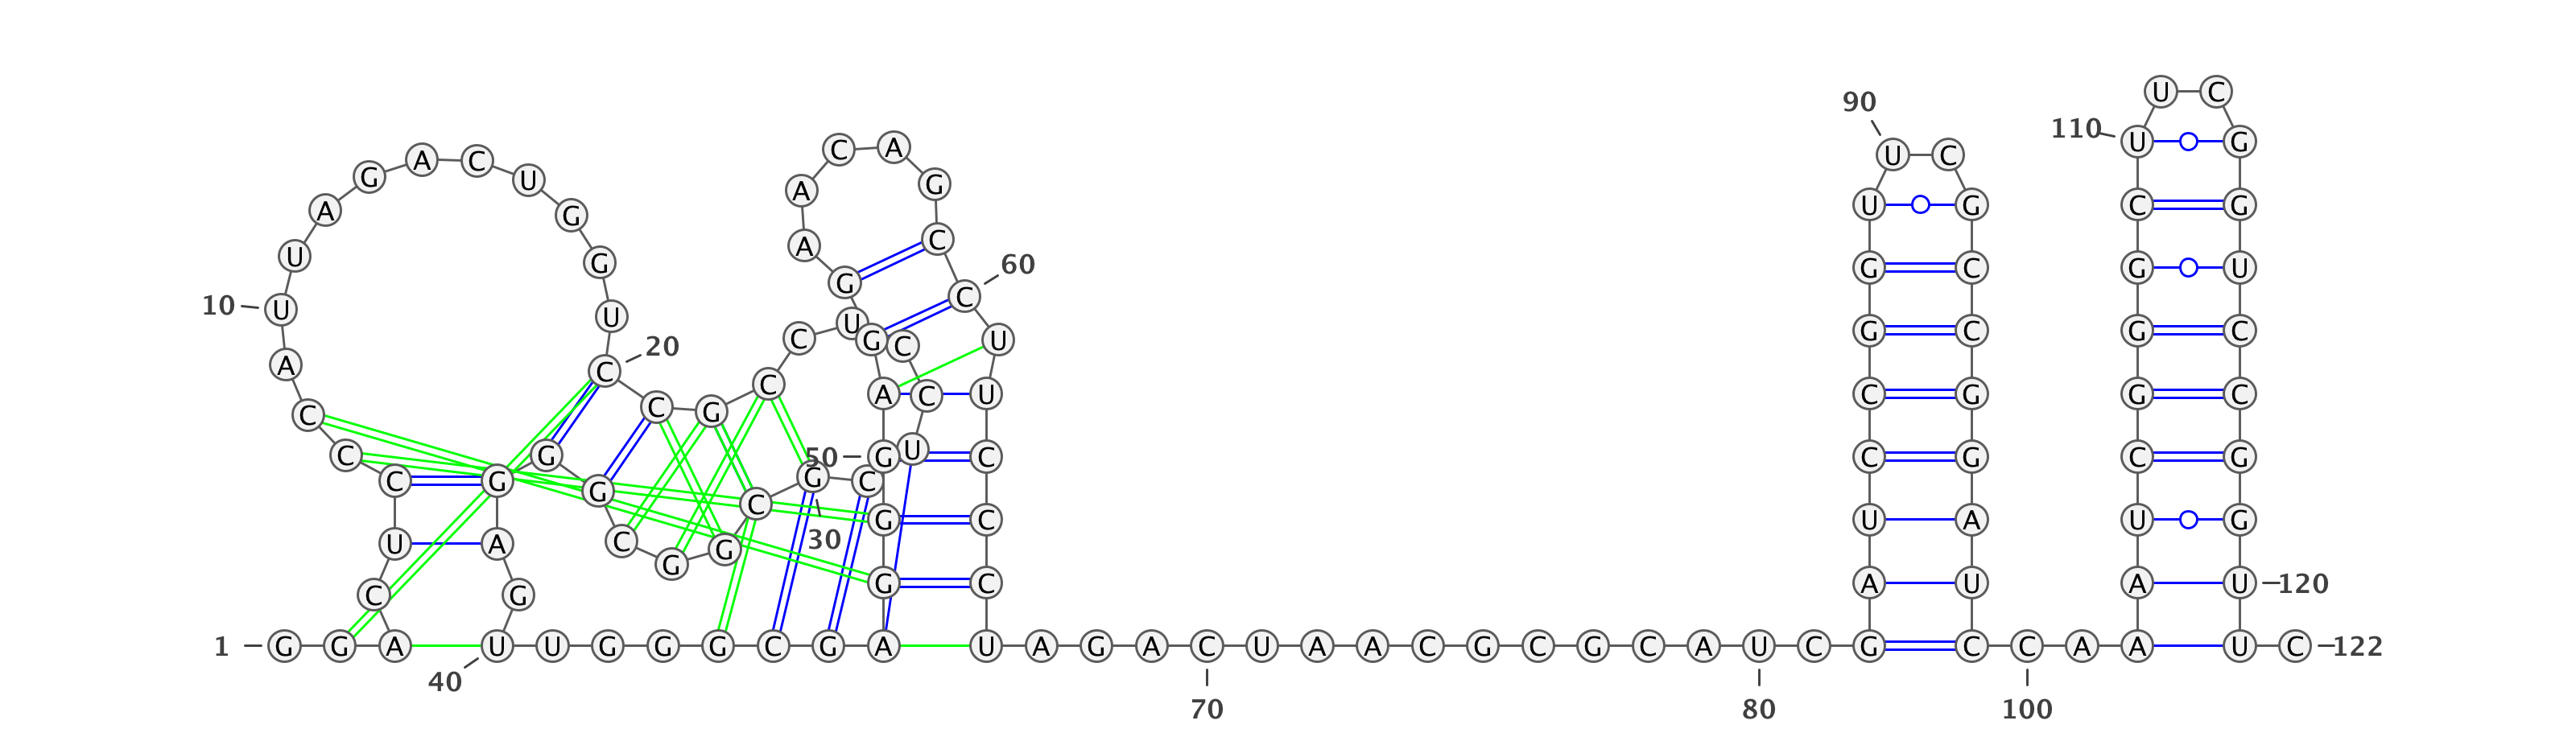 1
G G A C U C C C A
10
U U A G A C U G G U
20
C C G C C U C C U C
30
G C G G C G G G A G
40
U U G G G C G A G G
50
G A G G A A C A G C
60
C U U C C C U A G A
70
C U A A C G C G C A
80
U C G A U C C G G U
90
U C G C C G G A U C
100
C A A A U C G G G C
110
U U C G G U C C G G
120
U U C
122